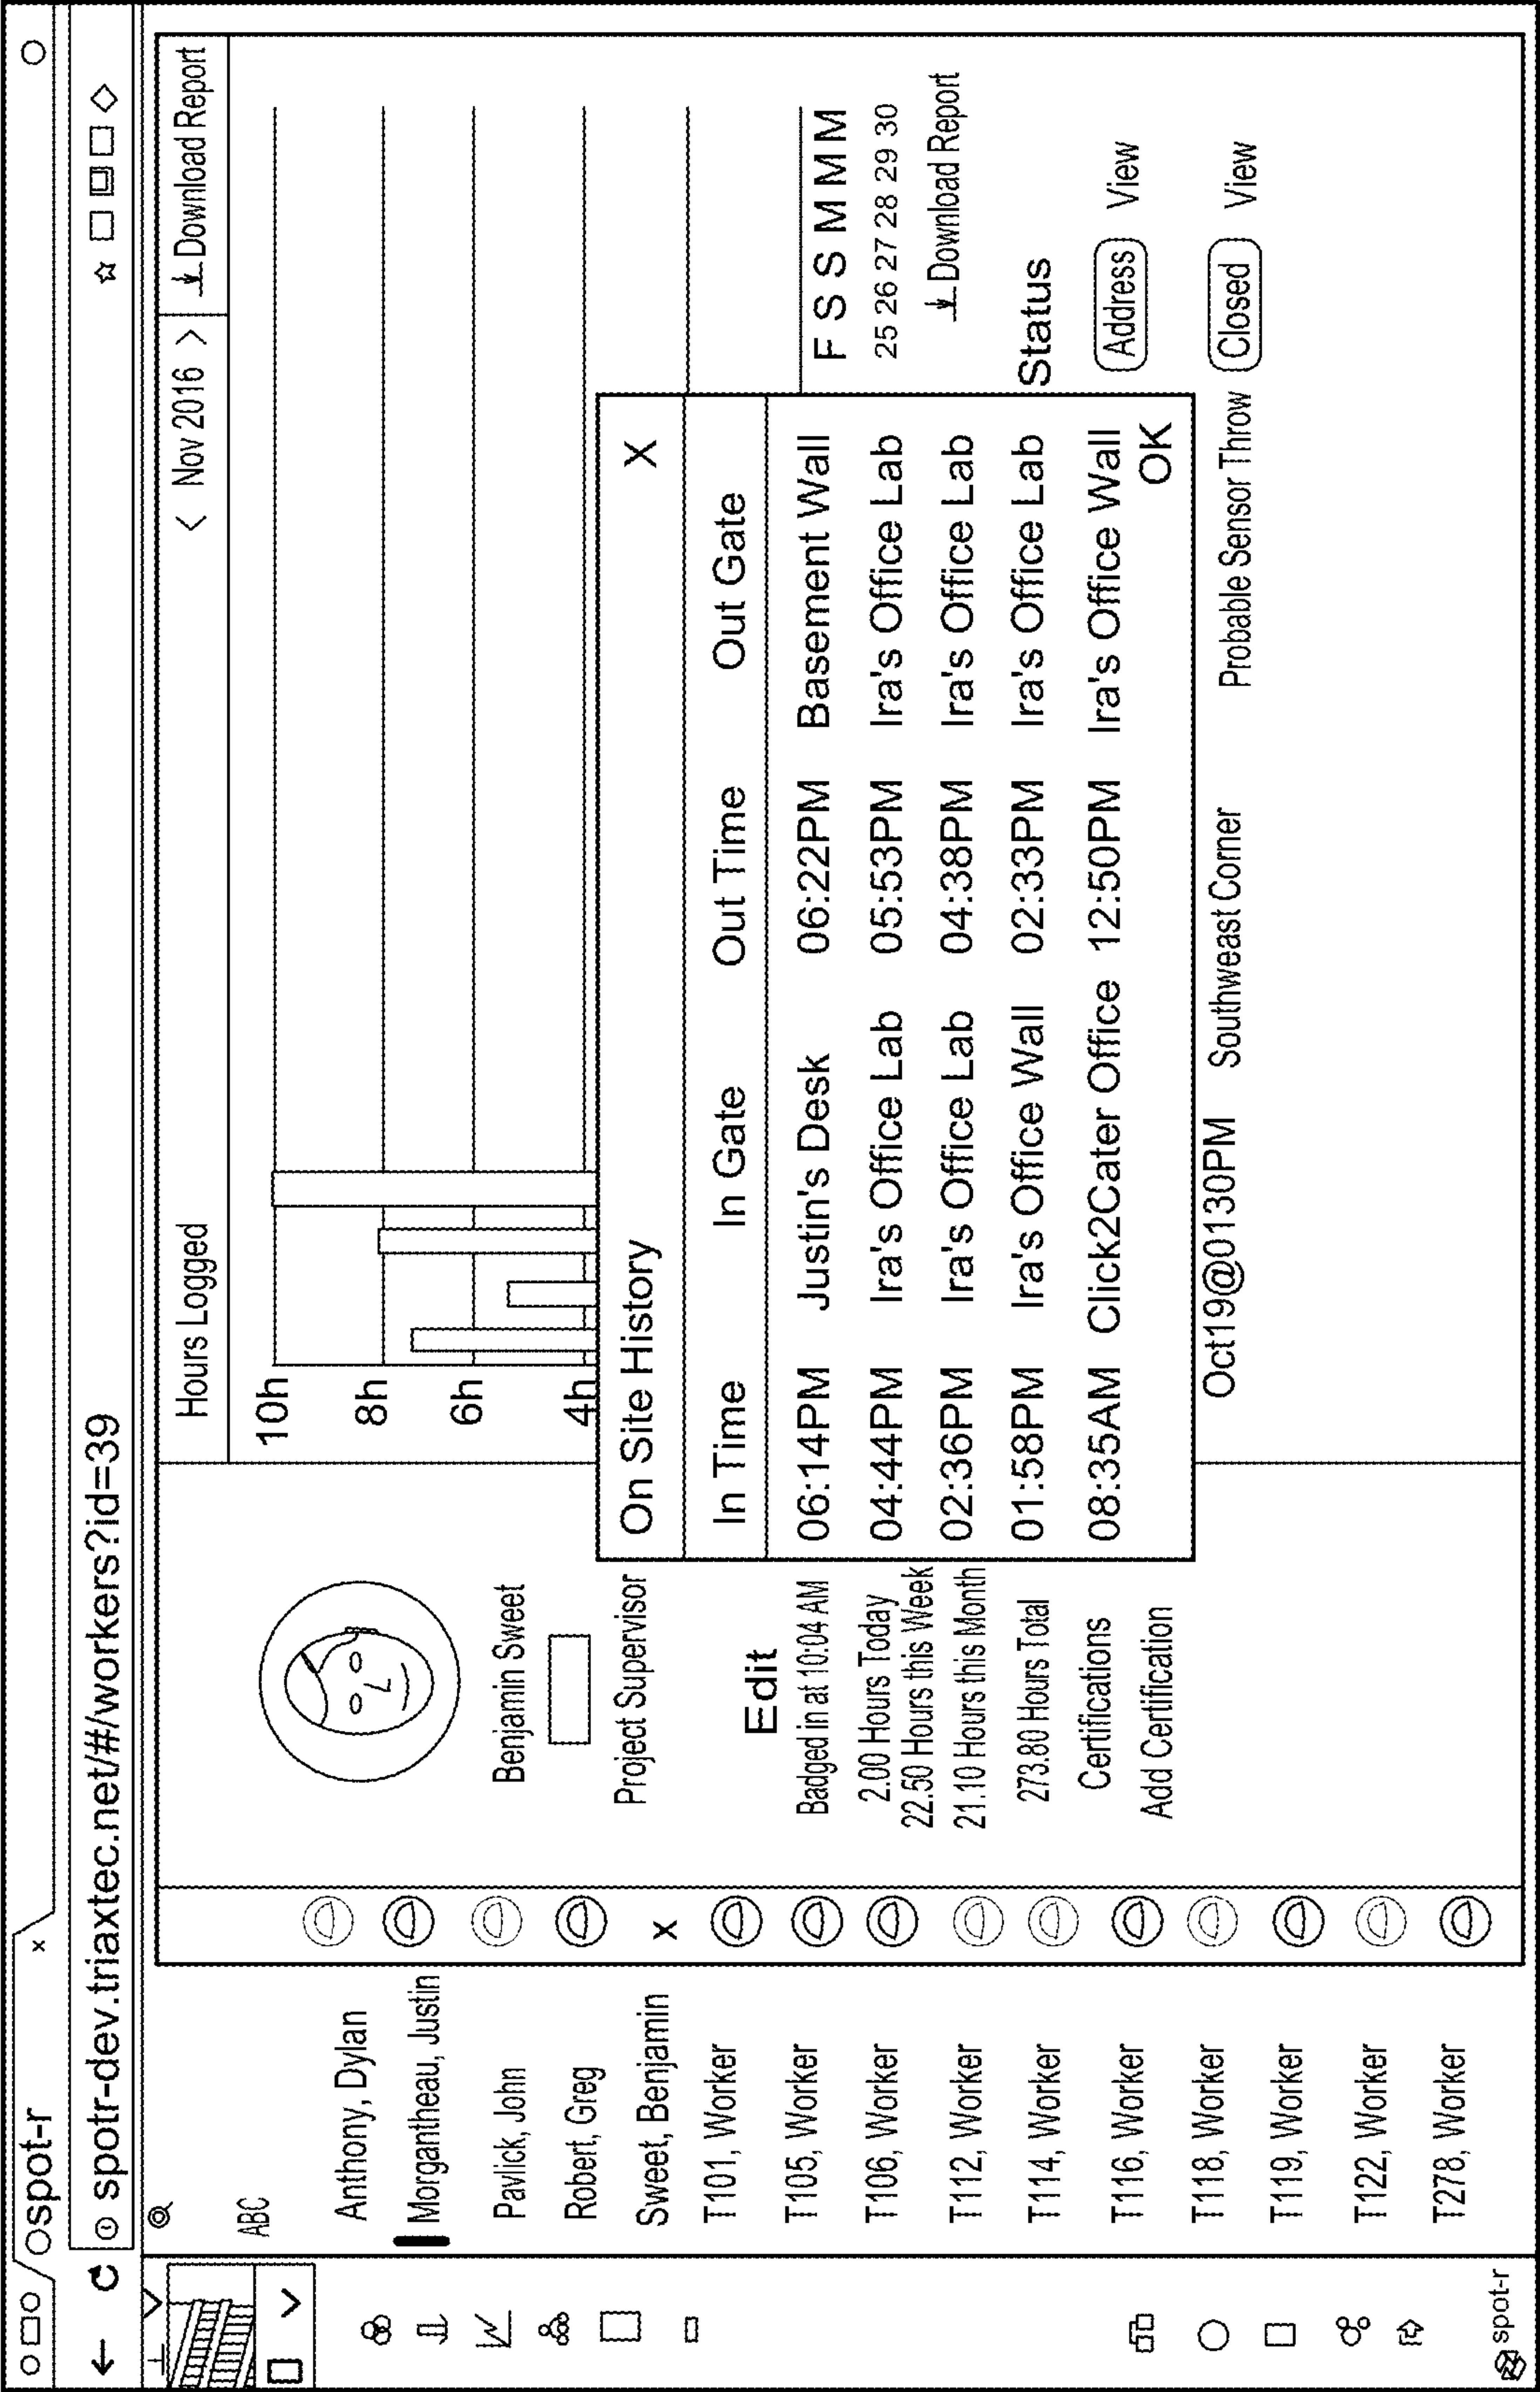 spot-r
x
spotr-dev.triaxtec.net/#/workers?id=39
ABC
Anthony, Dylan
Morgantheau, Justin
Pavlick, John
Robert, Greg
Sweet, Benjamin x
T101, Worker
T105, Worker
T106, Worker
T112, Worker
T114, Worker
T116, Worker
T118, Worker
T119, Worker
T122, Worker
T278, Worker
spot-r
Benjamin Sweet
Project Supervisor
Edit
Badged in at 10:04 AM
2.00 Hours Today
22.50 Hours this Week
21.10 Hours this Month
273.80 Hours Total
Certifications
Add Certification
Hours Logged < Nov 2016 > Download Report
10h
8h
6h
4h
On Site History X
In Time In Gate Out Time Out Gate
06:14PM Justin's Desk 06:22PM Basement Wall
04:44PM Ira's Office Lab 05:53PM Ira's Office Lab
02:36PM Ira's Office Lab 04:38PM Ira's Office Lab
01:58PM Ira's Office Wall 02:33PM Ira's Office Lab
08:35AM Click2Cater Office 12:50PM Ira's Office Wall
OK
F S S M M M
25 26 27 28 29 30
Download Report
Status
Address View
Oct19@0130PM Southweast Corner Probable Sensor Throw Closed View